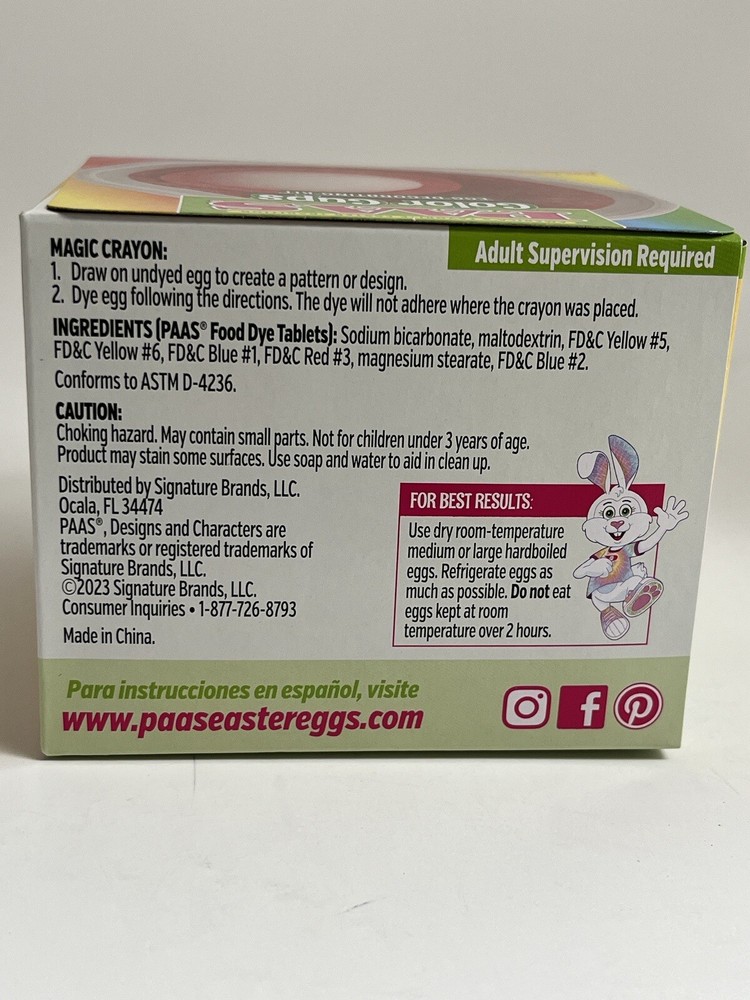 PAAS
Color Cups
DECORATING KIT
Adult Supervision Required
MAGIC CRAYON:
1. Draw on undyed egg to create a pattern or design.
2. Dye egg following the directions. The dye will not adhere where the crayon was placed.
INGREDIENTS (PAAS® Food Dye Tablets): Sodium bicarbonate, maltodextrin, FD&C Yellow #5,
FD&C Yellow #6, FD&C Blue #1, FD&C Red #3, magnesium stearate, FD&C Blue #2.
Conforms to ASTM D-4236.
CAUTION:
Choking hazard. May contain small parts. Not for children under 3 years of age.
Product may stain some surfaces. Use soap and water to aid in clean up.
Distributed by Signature Brands, LLC.
Ocala, FL 34474
PAAS®, Designs and Characters are
trademarks or registered trademarks of
Signature Brands, LLC.
©2023 Signature Brands, LLC.
Consumer Inquiries • 1-877-726-8793
Made in China.
FOR BEST RESULTS:
Use dry room-temperature
medium or large hardboiled
eggs. Refrigerate eggs as
much as possible. Do not eat
eggs kept at room
temperature over 2 hours.
Para instrucciones en español, visite
www.paaseastereggs.com